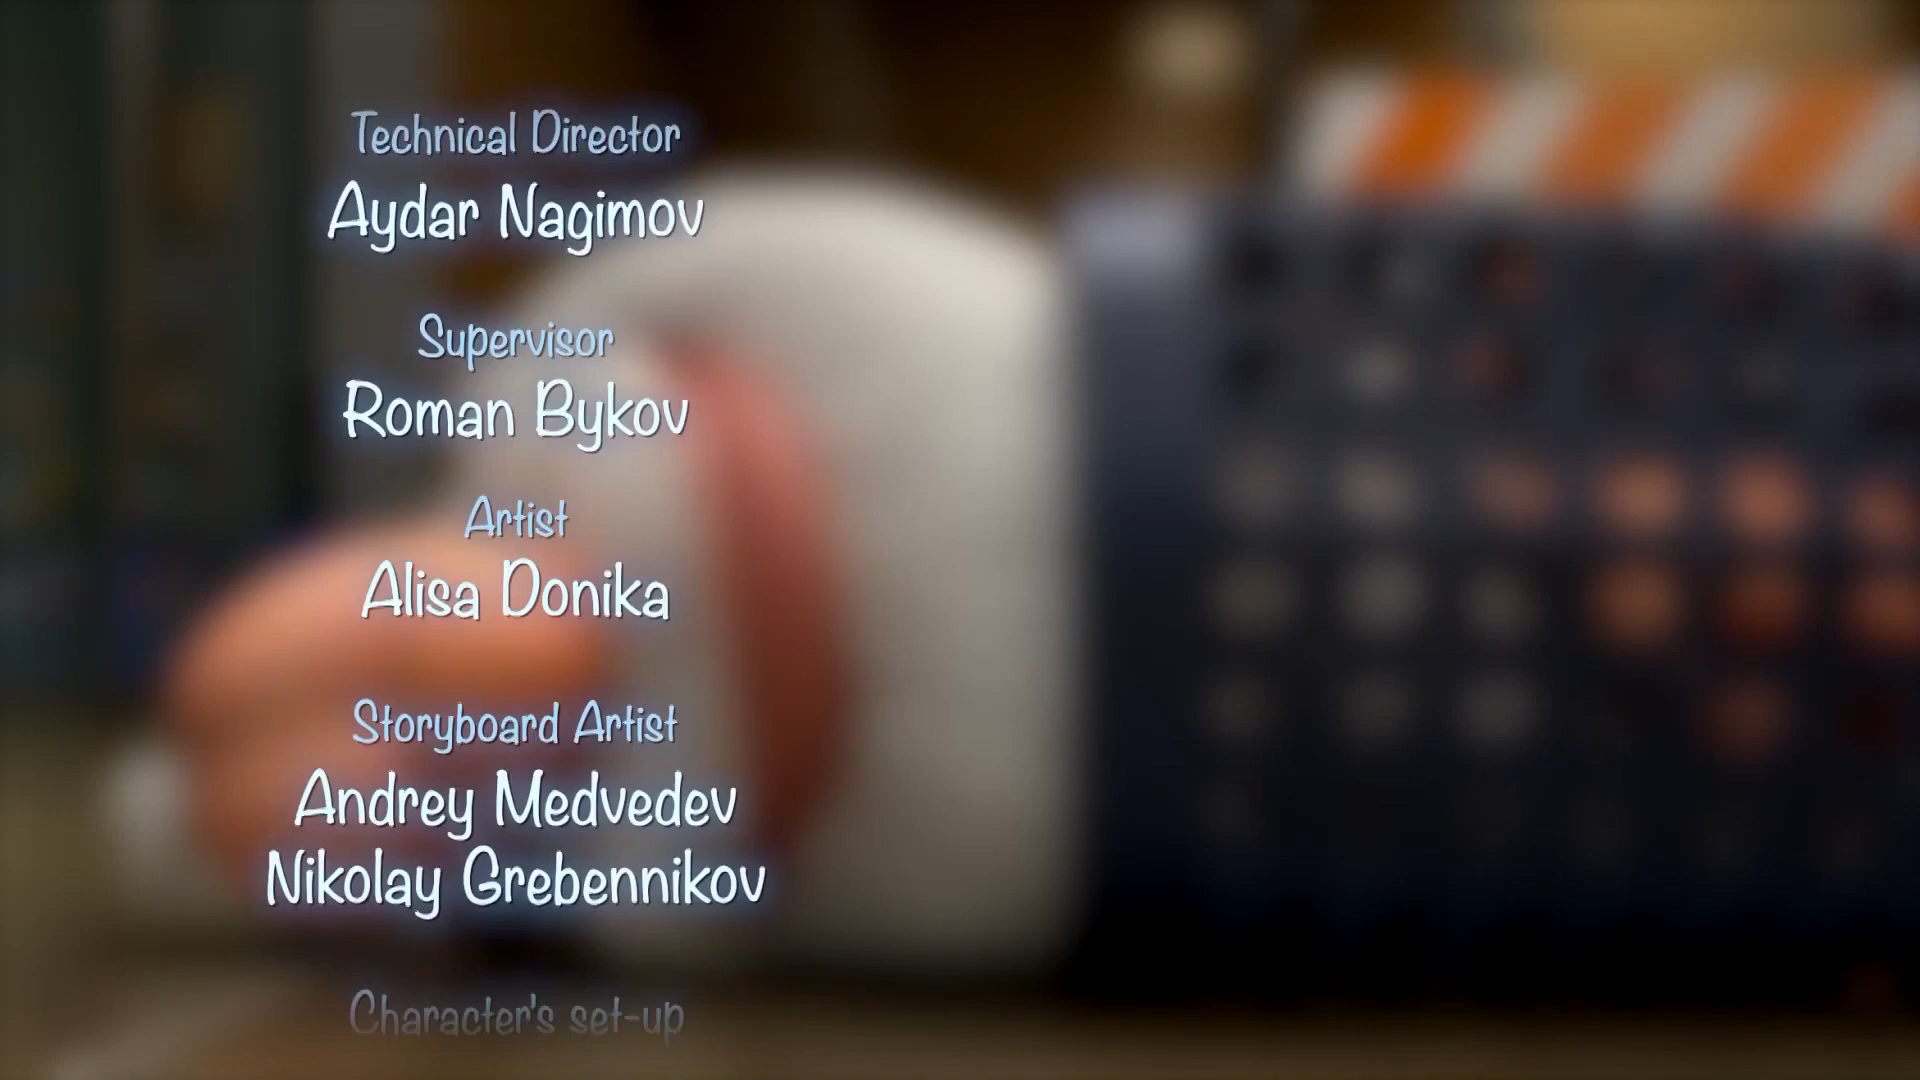 Technical Director
Aydar Nagimov
Supervisor
Roman Bykov
Artist
Alisa Donika
Storyboard Artist
Andrey Medvedev
Nikolay Grebennikov
Character's set-up